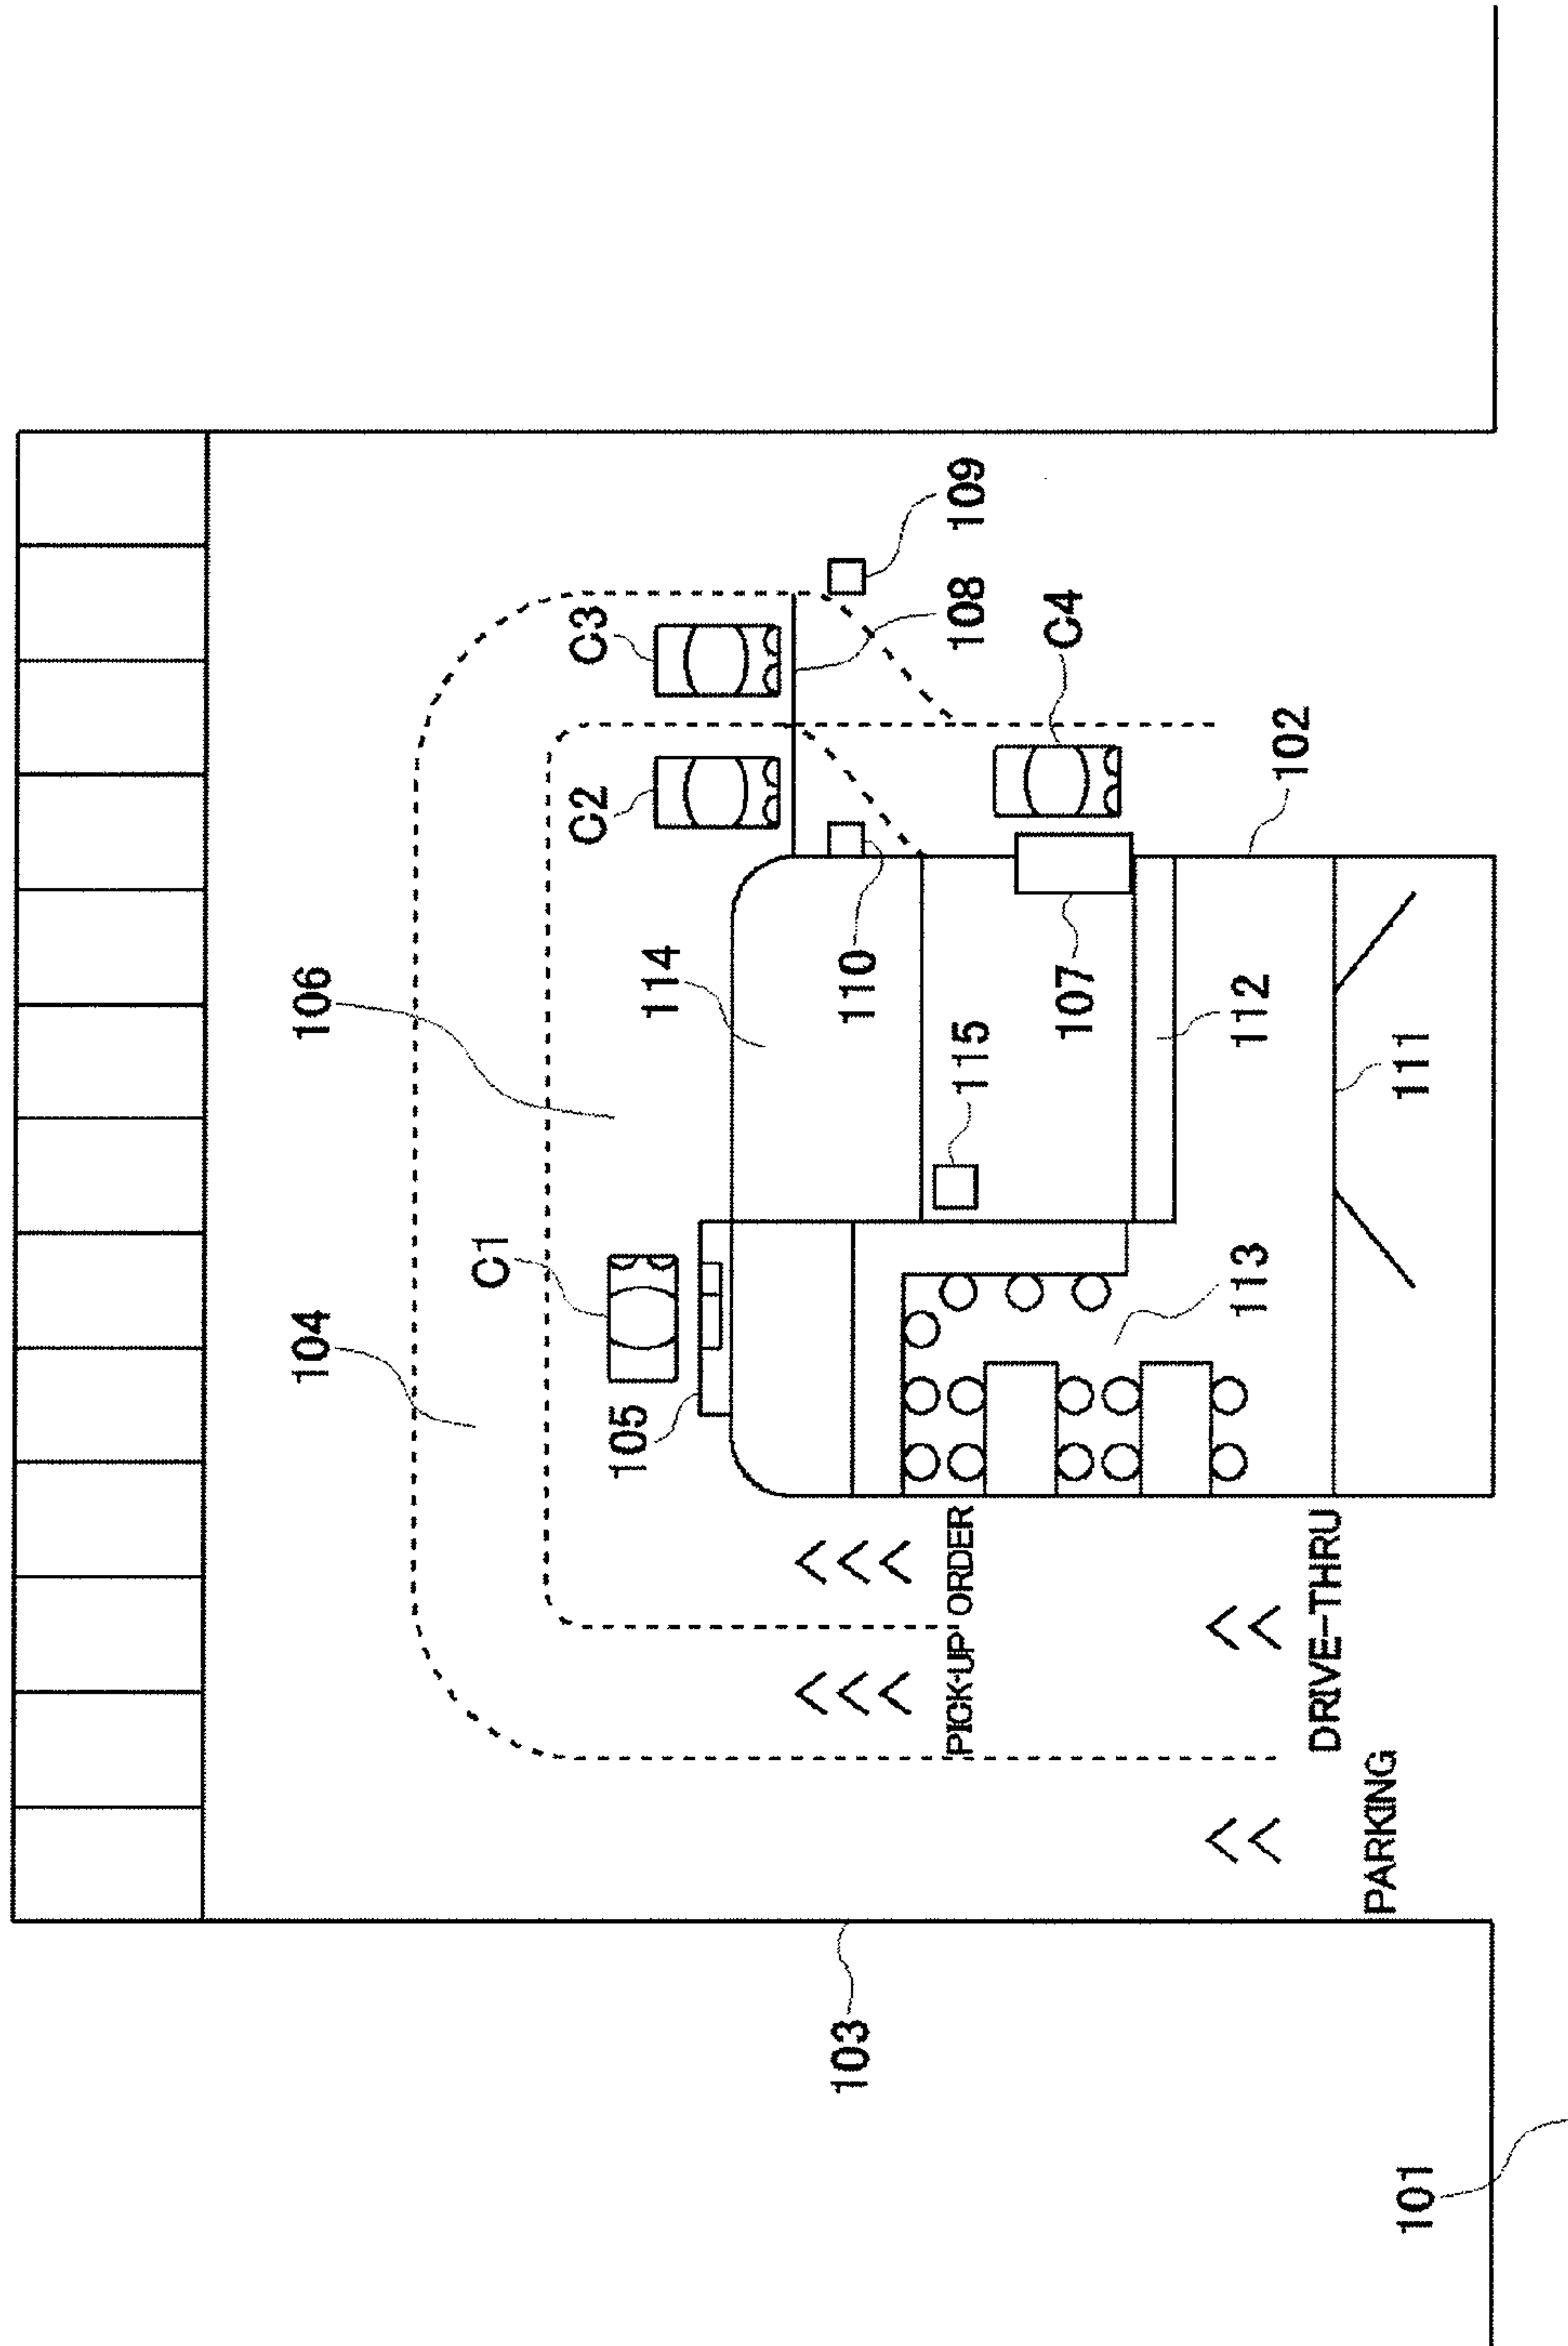 104
106
C1
C2
C3
105
114
103
110
PICK-UP ORDER
115
108
109
107
C4
113
112
102
DRIVE-THRU
PARKING
101
111